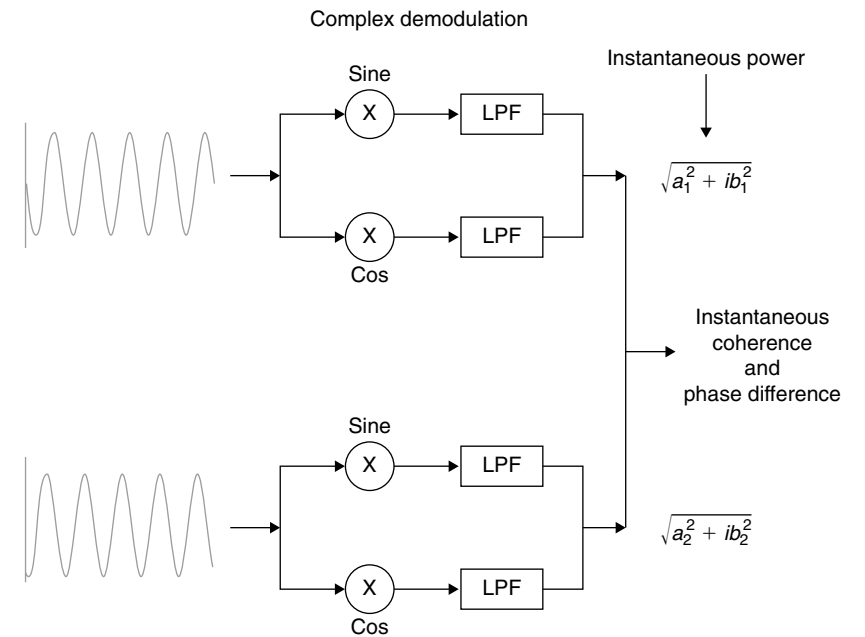 Complex demodulation
Instantaneous power
Sine
X
LPF
√a₁² + ib₁²
X
LPF
Cos
Instantaneous
coherence
and
phase difference
Sine
X
LPF
√a₂² + ib₂²
X
LPF
Cos